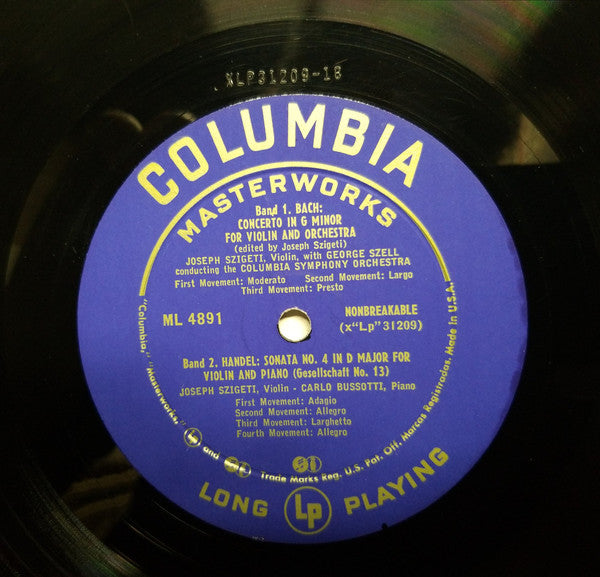 XLP31209-1B
COLUMBIA
MASTERWORKS
Band 1. BACH:
CONCERTO IN G MINOR
FOR VIOLIN AND ORCHESTRA
(edited by Joseph Szigeti)
JOSEPH SZIGETI, Violin, with GEORGE SZELL
conducting the COLUMBIA SYMPHONY ORCHESTRA
First Movement: Moderato Second Movement: Largo
Third Movement: Presto
ML 4891
NONBREAKABLE
(x"Lp"31209)
Band 2. HANDEL: SONATA NO. 4 IN D MAJOR FOR
VIOLIN AND PIANO (Gesellschaft No. 13)
JOSEPH SZIGETI, Violin - CARLO BUSSOTTI, Piano
First Movement: Adagio
Second Movement: Allegro
Third Movement: Larghetto
Fourth Movement: Allegro
"Columbia," "Masterworks," and Trade Marks Reg. U.S. Pat. Off. Marcas Registradas. Made in U.S.A.
LONG Lp PLAYING